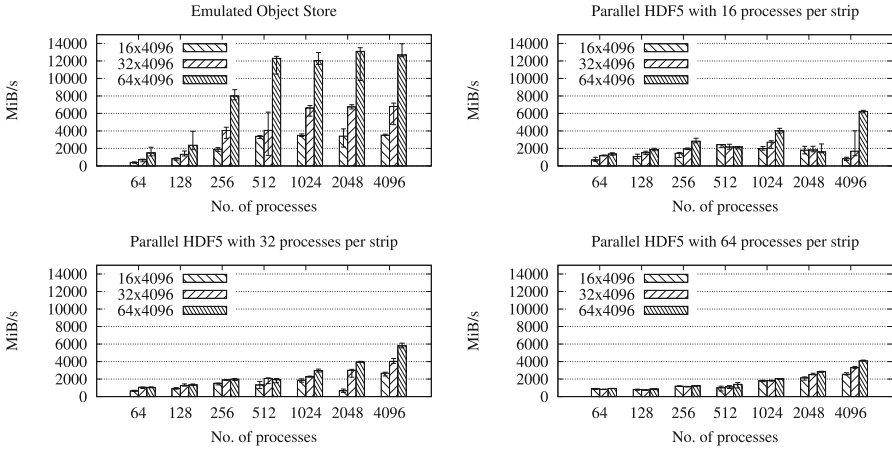 Emulated Object Store
14000
12000
10000
8000
6000
4000
2000
0
MiB/s
16x4096
32x4096
64x4096
64 128 256 512 1024 2048 4096
No. of processes
Parallel HDF5 with 16 processes per strip
14000
12000
10000
8000
6000
4000
2000
0
MiB/s
16x4096
32x4096
64x4096
64 128 256 512 1024 2048 4096
No. of processes
Parallel HDF5 with 32 processes per strip
14000
12000
10000
8000
6000
4000
2000
0
MiB/s
16x4096
32x4096
64x4096
64 128 256 512 1024 2048 4096
No. of processes
Parallel HDF5 with 64 processes per strip
14000
12000
10000
8000
6000
4000
2000
0
MiB/s
16x4096
32x4096
64x4096
64 128 256 512 1024 2048 4096
No. of processes